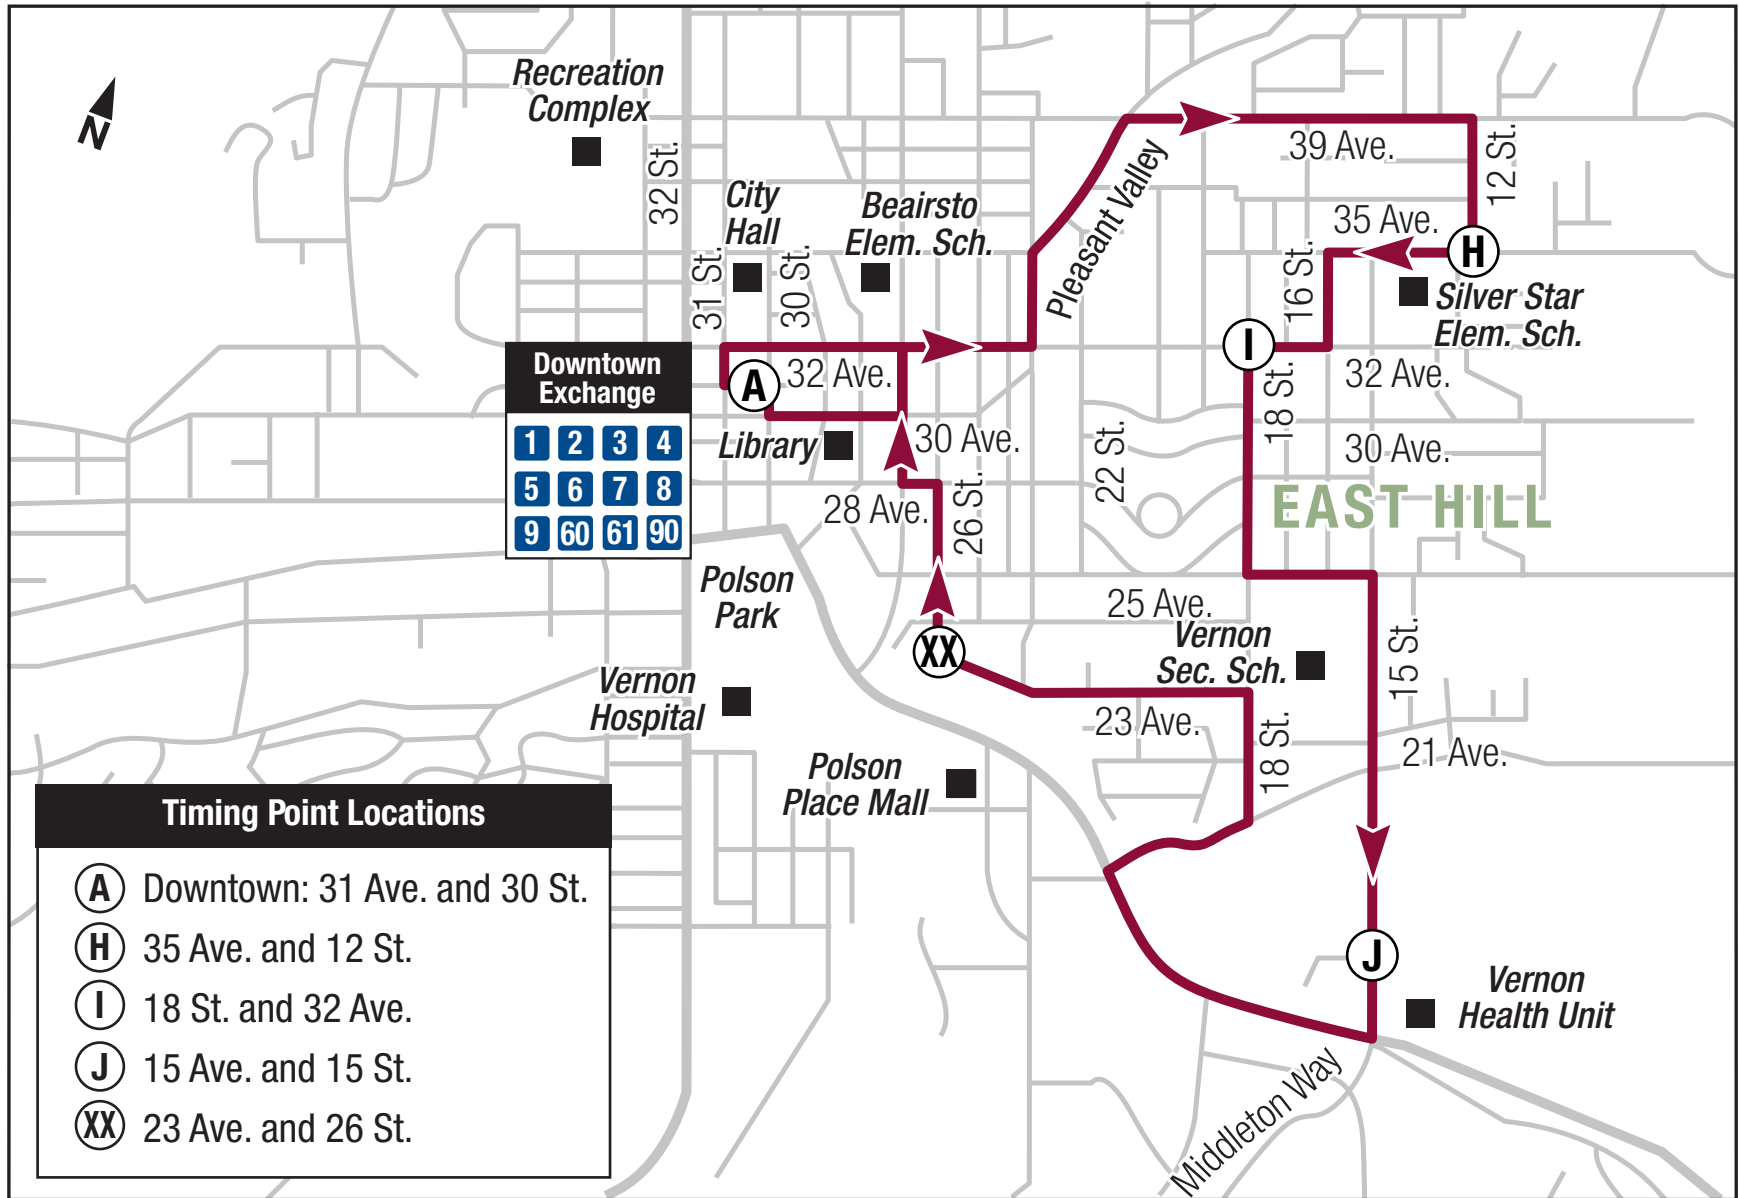 Recreation
Complex
N
32 St.
City
Hall
Beairsto
Elem. Sch.
Pleasant Valley
39 Ave.
12 St.
35 Ave.
H
31 St.
30 St.
16 St.
Silver Star
Elem. Sch.
I
Downtown
Exchange
1 2 3 4
5 6 7 8
9 60 61 90
A
32 Ave.
32 Ave.
18 St.
Library
30 Ave.
30 Ave.
22 St.
28 Ave.
26 St.
EAST HILL
Polson
Park
25 Ave.
XX
Vernon
Sec. Sch.
15 St.
Vernon
Hospital
23 Ave.
18 St.
21 Ave.
Polson
Place Mall
J
Vernon
Health Unit
Middleton Way
Timing Point Locations
A Downtown: 31 Ave. and 30 St.
H 35 Ave. and 12 St.
I 18 St. and 32 Ave.
J 15 Ave. and 15 St.
XX 23 Ave. and 26 St.